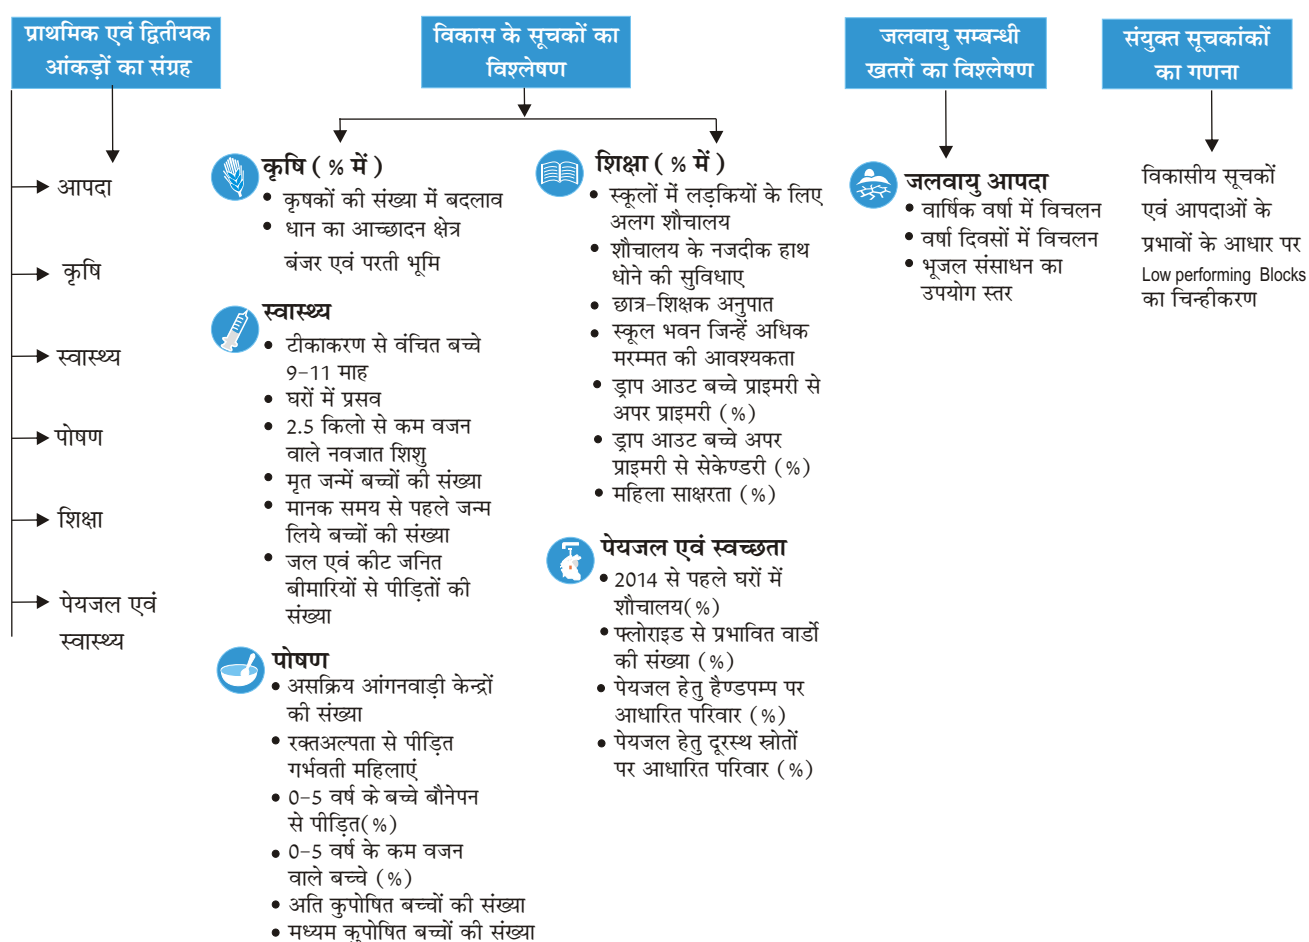 प्राथमिक एवं द्वितीयक
आंकड़ों का संग्रह
आपदा
कृषि
स्वास्थ्य
पोषण
शिक्षा
पेयजल एवं
स्वास्थ्य
विकास के सूचकों का
विश्लेषण
कृषि ( % में )
• कृषकों की संख्या में बदलाव
• धान का आच्छादन क्षेत्र
बंजर एवं परती भूमि
स्वास्थ्य
• टीकाकरण से वंचित बच्चे
9-11 माह
• घरों में प्रसव
• 2.5 किलो से कम वजन
वाले नवजात शिशु
• मृत जन्में बच्चों की संख्या
• मानक समय से पहले जन्म
लिये बच्चों की संख्या
• जल एवं कीट जनित
बीमारियों से पीड़ितों की
संख्या
पोषण
• असक्रिय आंगनवाड़ी केन्द्रों
की संख्या
• रक्तअल्पता से पीड़ित
गर्भवती महिलाएं
• 0-5 वर्ष के बच्चे बौनेपन
से पीड़ित(%)
• 0-5 वर्ष के कम वजन
वाले बच्चे (%)
• अति कुपोषित बच्चों की संख्या
• मध्यम कुपोषित बच्चों की संख्या
शिक्षा ( % में )
• स्कूलों में लड़कियों के लिए
अलग शौचालय
• शौचालय के नजदीक हाथ
धोने की सुविधाए
• छात्र-शिक्षक अनुपात
• स्कूल भवन जिन्हें अधिक
मरम्मत की आवश्यकता
• ड्राप आउट बच्चे प्राइमरी से
अपर प्राइमरी (%)
• ड्राप आउट बच्चे अपर
प्राइमरी से सेकेण्डरी (%)
• महिला साक्षरता (%)
पेयजल एवं स्वच्छता
• 2014 से पहले घरों में
शौचालय(%)
• फ्लोराइड से प्रभावित वार्डो
की संख्या (%)
• पेयजल हेतु हैण्डपम्प पर
आधारित परिवार (%)
• पेयजल हेतु दूरस्थ स्रोतों
पर आधारित परिवार (%)
जलवायु सम्बन्धी
खतरों का विश्लेषण
जलवायु आपदा
• वार्षिक वर्षा में विचलन
• वर्षा दिवसों में विचलन
• भूजल संसाधन का
उपयोग स्तर
संयुक्त सूचकांकों
का गणना
विकासीय सूचकों
एवं आपदाओं के
प्रभावों के आधार पर
Low performing Blocks
का चिन्हीकरण